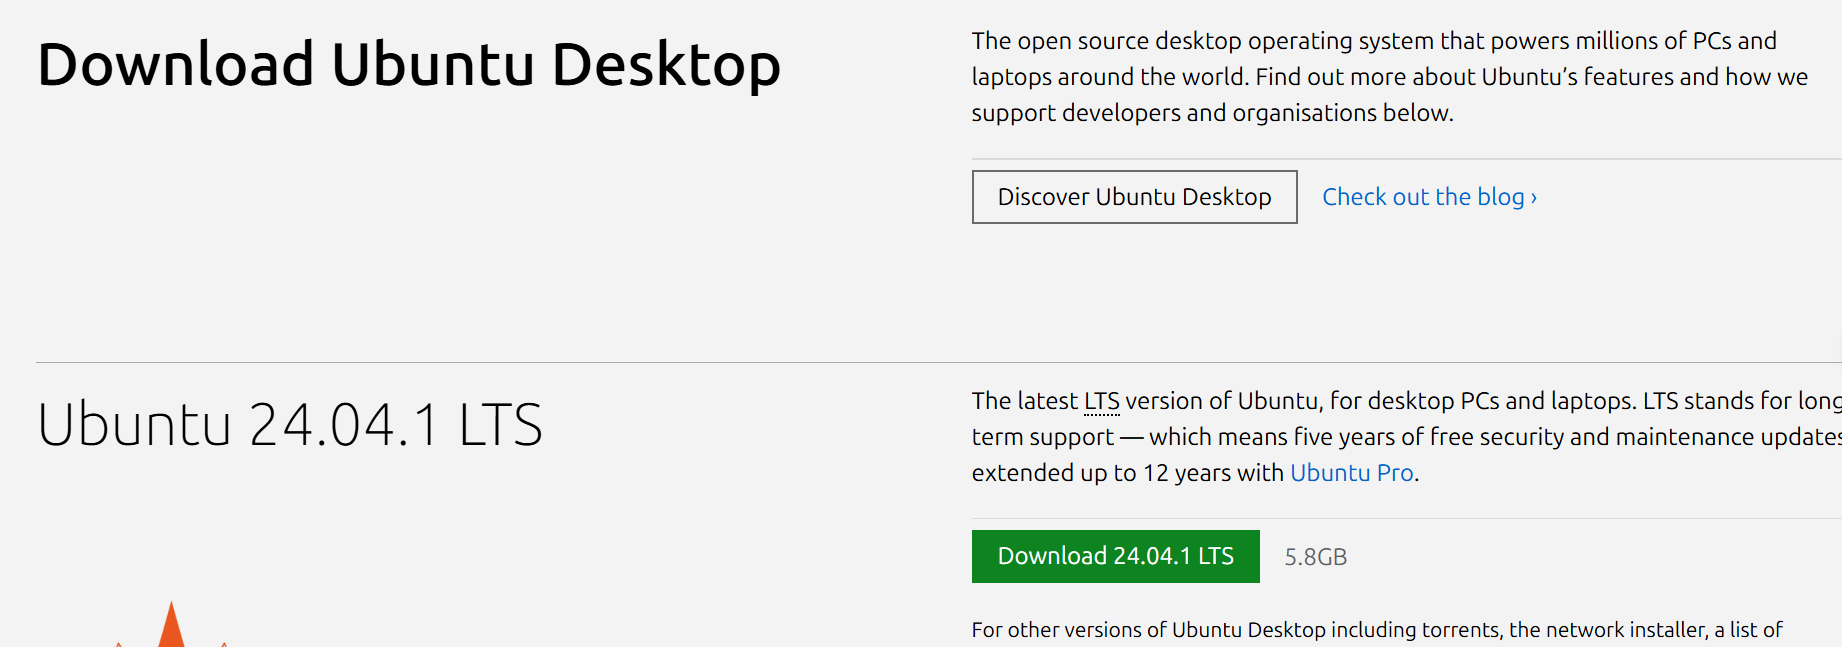 Download Ubuntu Desktop
The open source desktop operating system that powers millions of PCs and
laptops around the world. Find out more about Ubuntu’s features and how we
support developers and organisations below.
Discover Ubuntu Desktop
Check out the blog ›
Ubuntu 24.04.1 LTS
The latest LTS version of Ubuntu, for desktop PCs and laptops. LTS stands for long
term support — which means five years of free security and maintenance updates
extended up to 12 years with Ubuntu Pro.
Download 24.04.1 LTS
5.8GB
For other versions of Ubuntu Desktop including torrents, the network installer, a list of